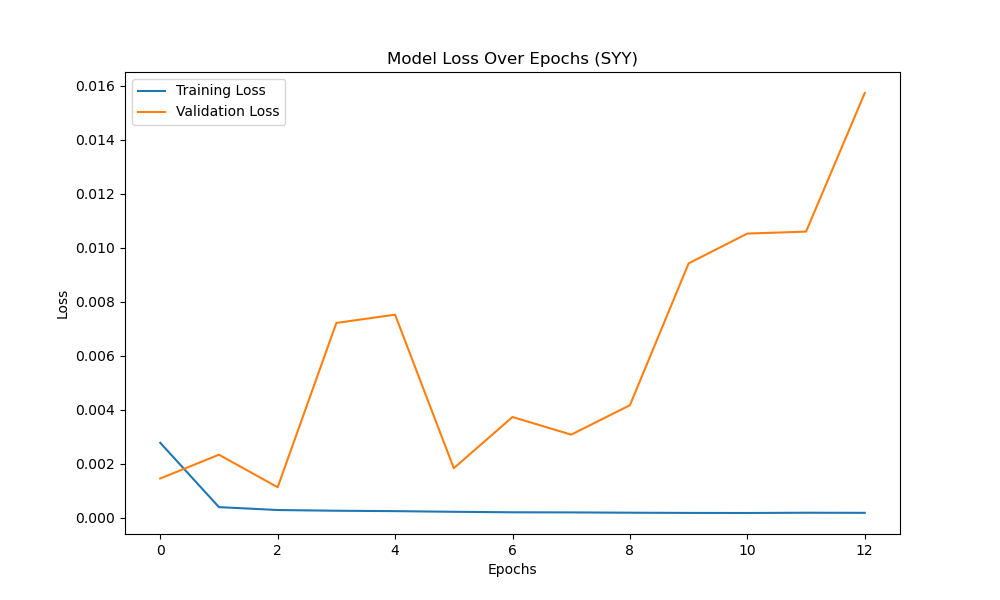 Model Loss Over Epochs (SYY)
Training Loss
Validation Loss
0.016
0.014
0.012
0.010
0.008
0.006
0.004
0.002
0.000
Loss
0 2 4 6 8 10 12
Epochs